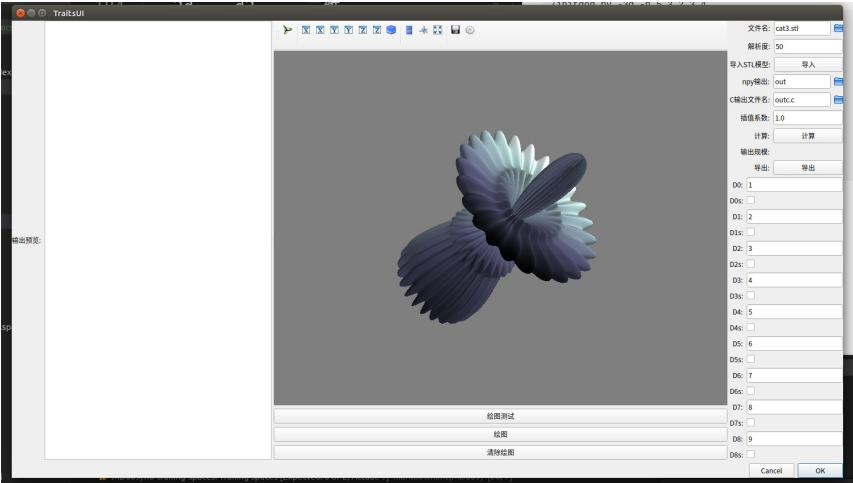 TraitsUI
输出预览:
X X Y Y Z Z
绘图测试
绘图
清除绘图
文件名: cat3.stl
解析度: 50
导入STL模型: 导入
npy输出: out
C输出文件名: outc.c
插值系数: 1.0
计算: 计算
输出规模:
导出: 导出
D0: 1
D0s:
D1: 2
D1s:
D2: 3
D2s:
D3: 4
D3s:
D4: 5
D4s:
D5: 6
D5s:
D6: 7
D6s:
D7: 8
D7s:
D8: 9
D8s:
Cancel OK